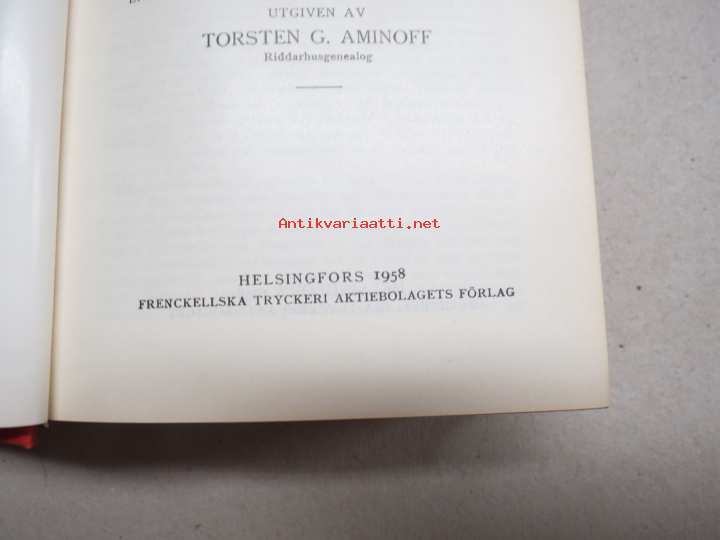 UTGIVEN AV
TORSTEN G. AMINOFF
Riddarhusgenealog
Antikvariaatti.net
HELSINGFORS 1958
FRENCKELLSKA TRYCKERI AKTIEBOLAGETS FÖRLAG